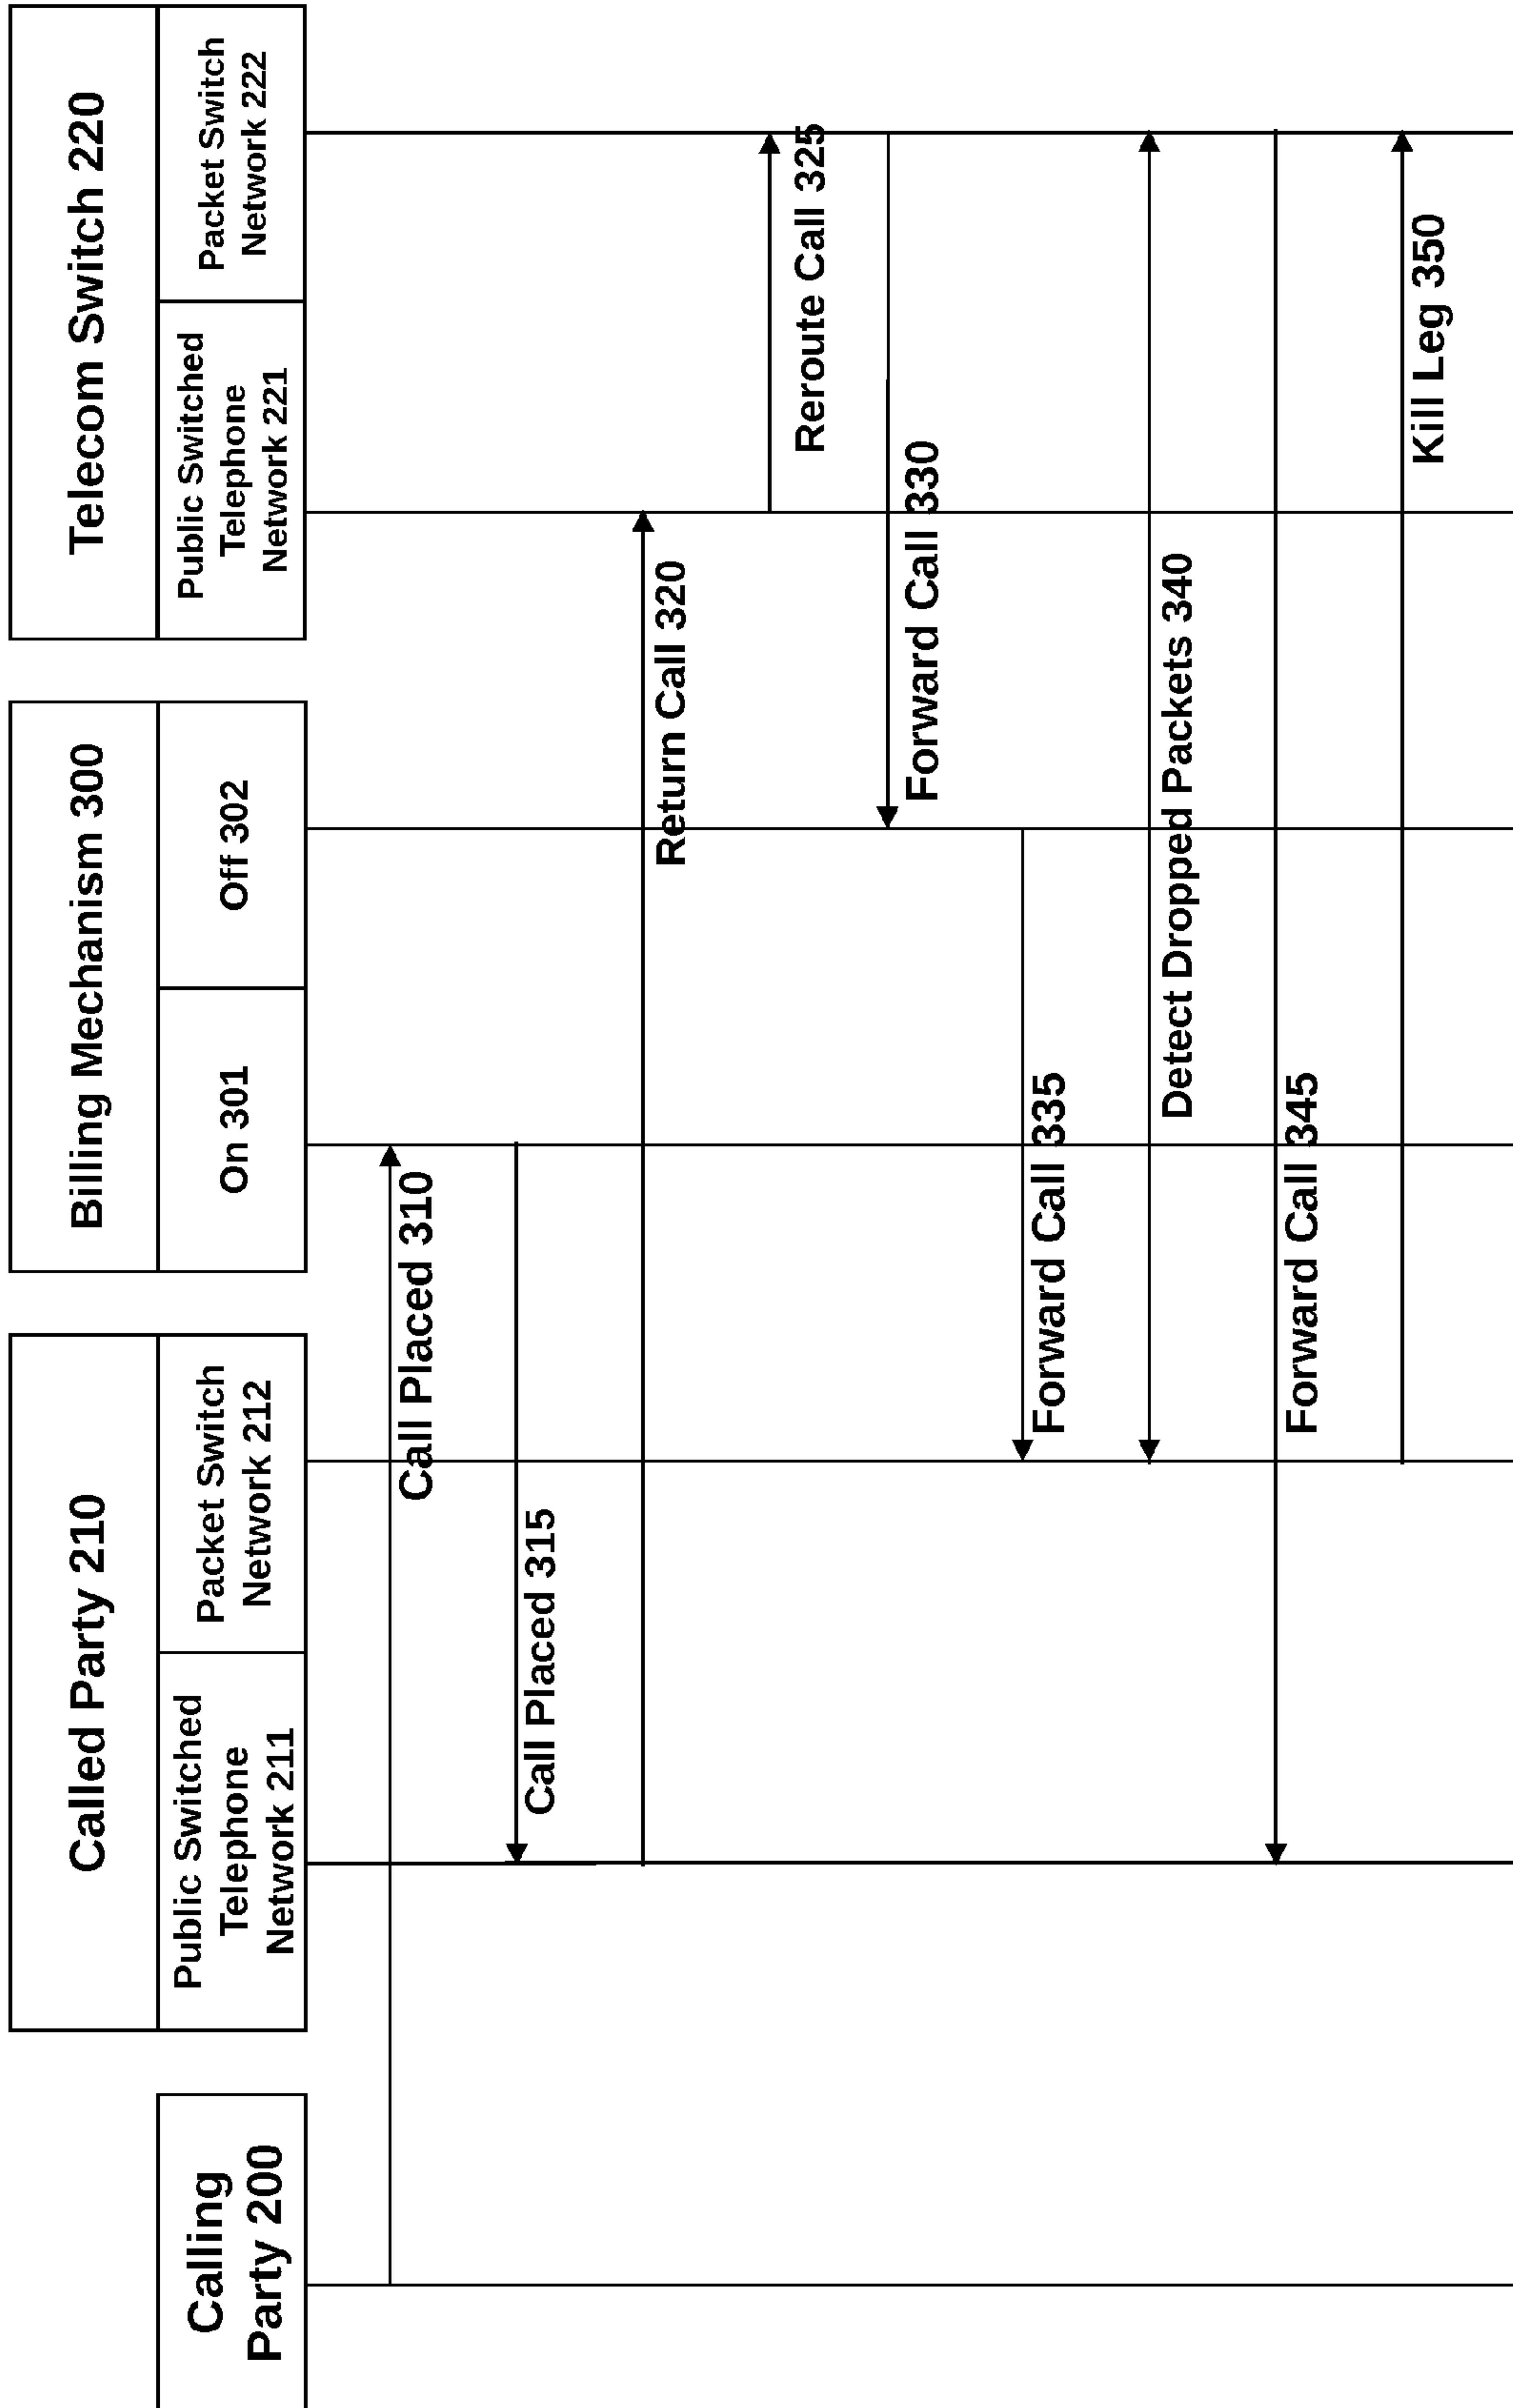 Calling
Party 200
Called Party 210
Public Switched
Telephone
Network 211
Packet Switch
Network 212
Billing Mechanism 300
On 301
Off 302
Telecom Switch 220
Public Switched
Telephone
Network 221
Packet Switch
Network 222
Call Placed 310
Call Placed 315
Return Call 320
Reroute Call 325
Forward Call 330
Forward Call 335
Detect Dropped Packets 340
Forward Call 345
Kill Leg 350